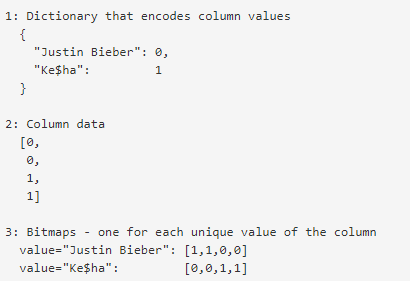 1: Dictionary that encodes column values
{
"Justin Bieber": 0,
"Ke$ha": 1
}
2: Column data
[0,
0,
1,
1]
3: Bitmaps - one for each unique value of the column
value="Justin Bieber": [1,1,0,0]
value="Ke$ha": [0,0,1,1]